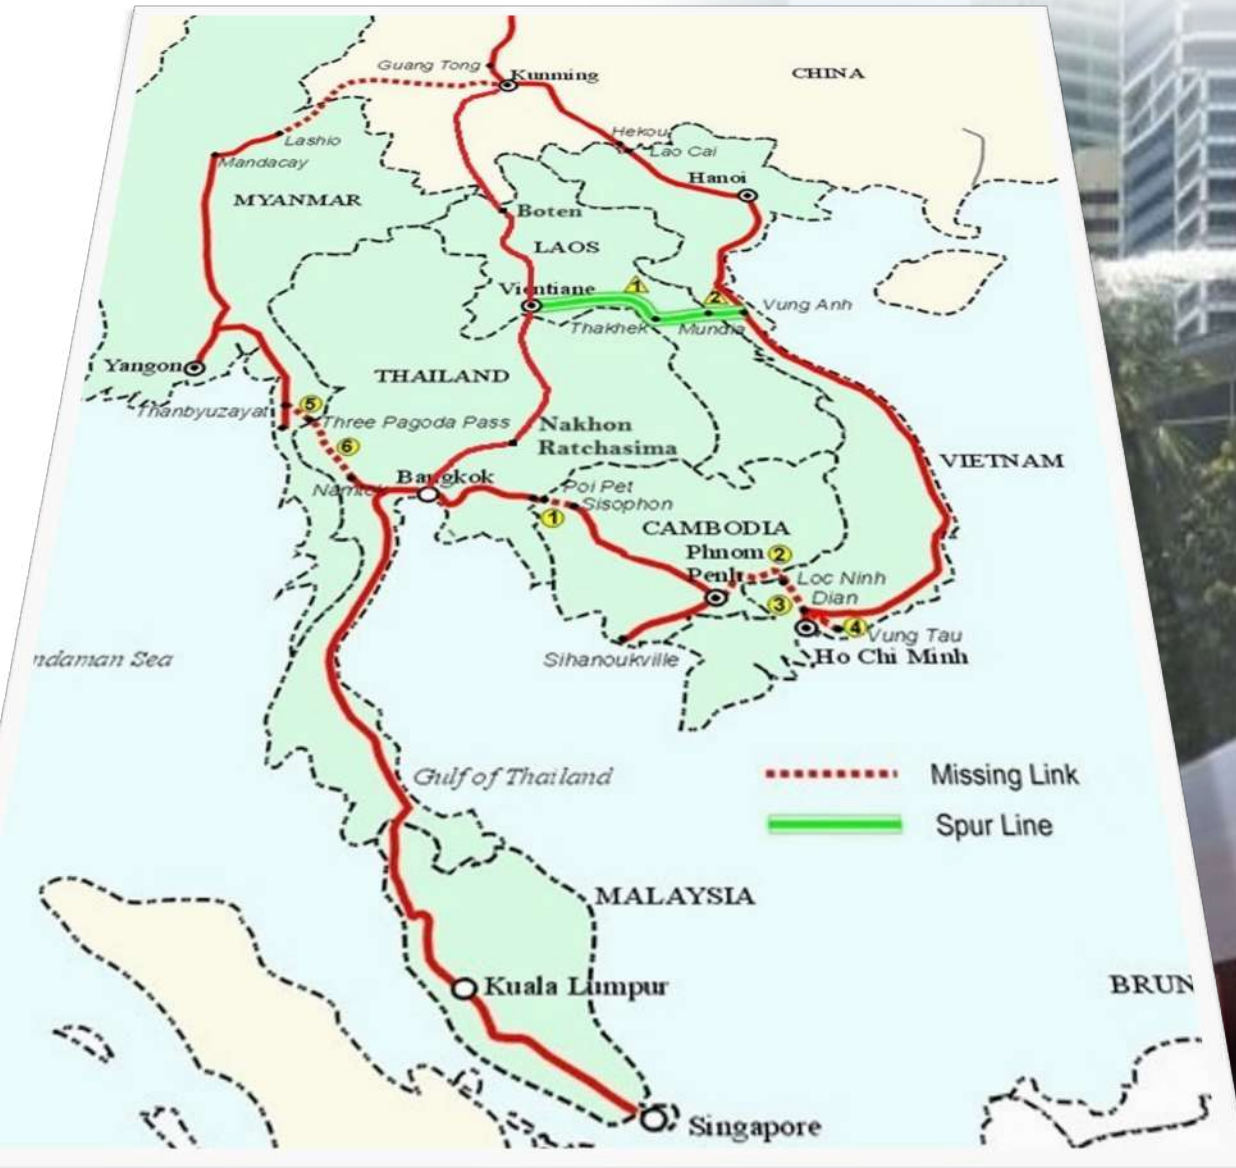 Guang Tong
Kunming
CHINA
Hekou
Lao Cai
Lashio
Mandacay
Hanoi
MYANMAR
Boten
LAOS
Vientiane
1
2
Vung Anh
Thakhek
Mundia
Yangon
THAILAND
Thanbyuzayat
5
Three Pagoda Pass
Nakhon
Ratchasima
6
VIETNAM
Namtok
Bangkok
Poi Pet
Sisophon
1
CAMBODIA
Phnom
Penh
2
Loc Ninh
3
Dian
4
Vung Tau
Ho Chi Minh
Sihanoukville
ndaman Sea
Gulf of Thailand
Missing Link
Spur Line
MALAYSIA
Kuala Lumpur
BRUN
Singapore